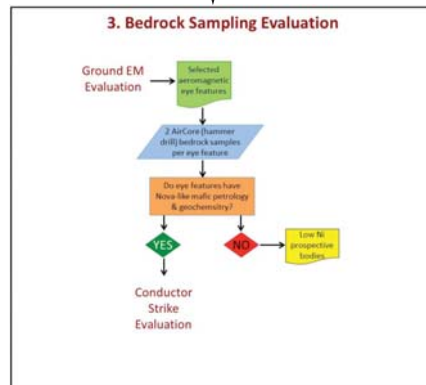 3. Bedrock Sampling Evaluation
Ground EM
Evaluation
Selected
aeromagnetic
eye features
2 AirCore (hammer
drill) bedrock samples
per eye feature
Do eye features have
Nova-like mafic petrology
& geochemsitry?
YES
NO
Low Ni
prospective
bodies
Conductor
Strike
Evaluation